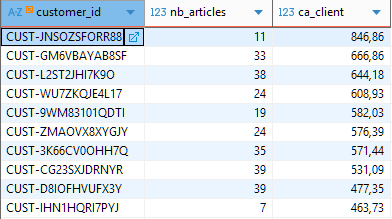 A-Z customer_id 123 nb_articles 123 ca_client
CUST-JNSOZSFORR88 11 846,86
CUST-GM6VBAYAB8SF 33 666,86
CUST-L2ST2JHI7K9O 38 644,18
CUST-WU7ZKQJE4L17 24 608,93
CUST-9WM83101QDTI 19 582,03
CUST-ZMAOVX8XYGJY 24 576,39
CUST-3K66CV0OHH7Q 35 571,44
CUST-CG23SXJDRNYR 39 531,09
CUST-D8IOFHVUFX3Y 39 477,35
CUST-IHN1HQRI7PYJ 7 463,73